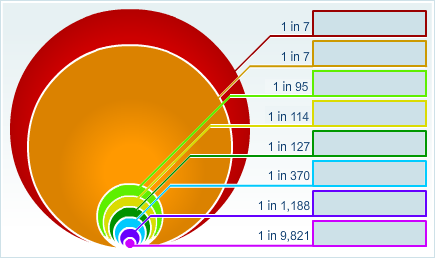 1 in 7
1 in 7
1 in 95
1 in 114
1 in 127
1 in 370
1 in 1,188
1 in 9,821